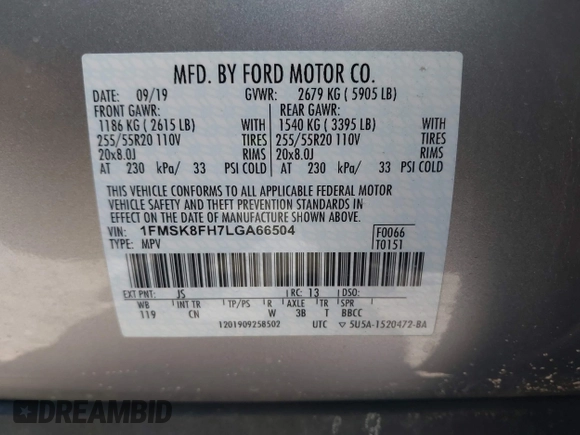 MFD. BY FORD MOTOR CO.
DATE: 09/19 GVWR: 2679 KG ( 5905 LB)
FRONT GAWR: REAR GAWR:
1186 KG ( 2615 LB) WITH 1540 KG ( 3395 LB) WITH
255/55R20 110V TIRES 255/55R20 110V TIRES
20x8.0J RIMS 20x8.0J RIMS
AT 230 kPa/ 33 PSI COLD AT 230 kPa/ 33 PSI COLD
THIS VEHICLE CONFORMS TO ALL APPLICABLE FEDERAL MOTOR
VEHICLE SAFETY AND THEFT PREVENTION STANDARDS IN
EFFECT ON THE DATE OF MANUFACTURE SHOWN ABOVE.
VIN: 1FMSK8FH7LGA66504 F0066
TYPE: MPV T0151
EXT PNT: JS RC: 13 DSO:
WB INT TR TP/PS R AXLE TR SPR
119 CN W 3B T BBCC
1201909258502 UTC ▽ 5U5A-1520472-BA
DREAMBID